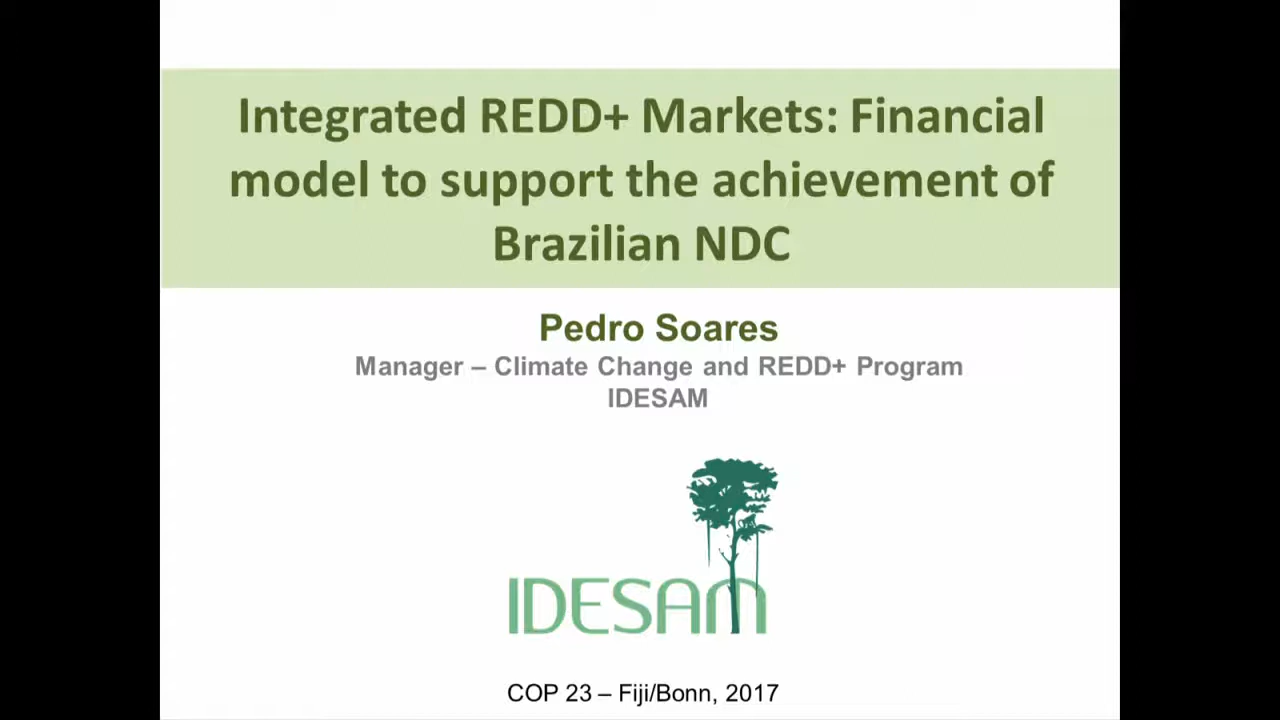 Integrated REDD+ Markets: Financial
model to support the achievement of
Brazilian NDC
Pedro Soares
Manager – Climate Change and REDD+ Program
IDESAM
IDESAM
COP 23 – Fiji/Bonn, 2017